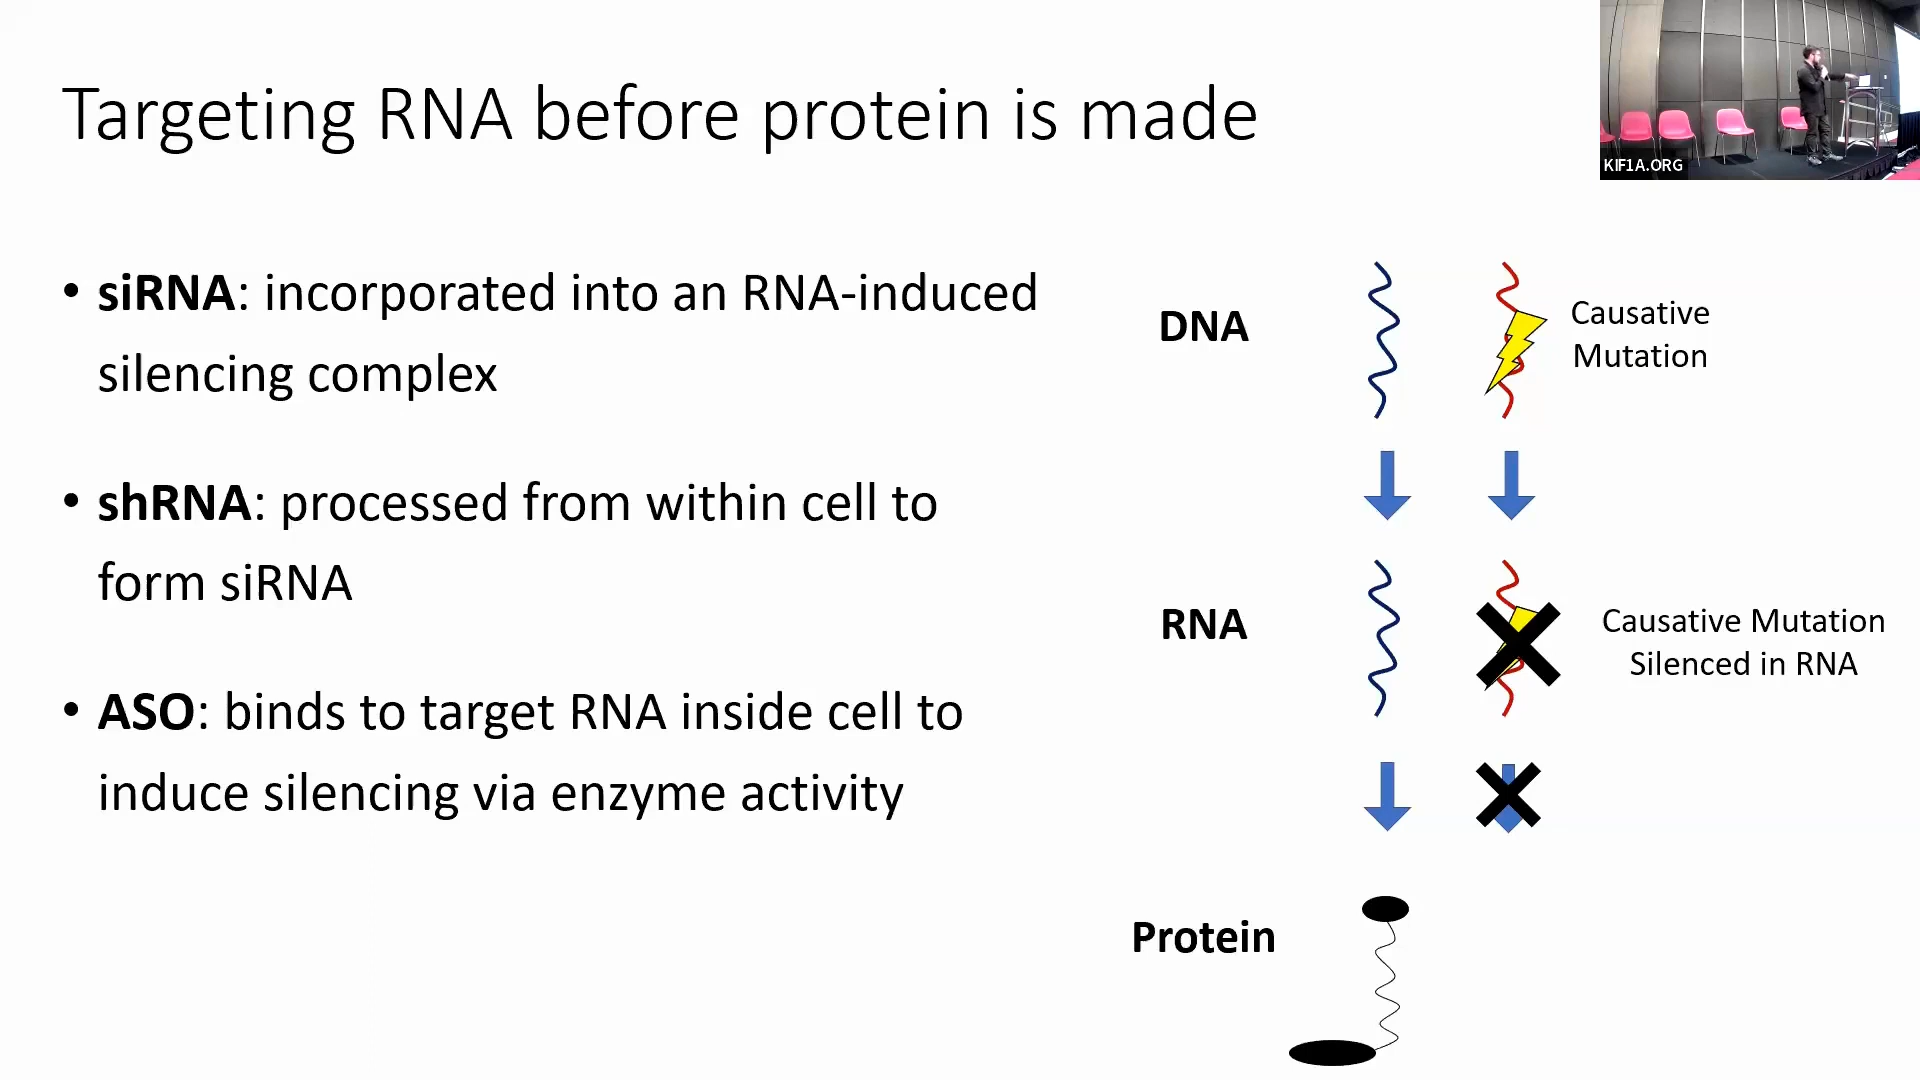 Targeting RNA before protein is made
KIF1A.ORG
• siRNA: incorporated into an RNA-induced
silencing complex
• shRNA: processed from within cell to
form siRNA
• ASO: binds to target RNA inside cell to
induce silencing via enzyme activity
DNA
Causative
Mutation
RNA
Causative Mutation
Silenced in RNA
Protein